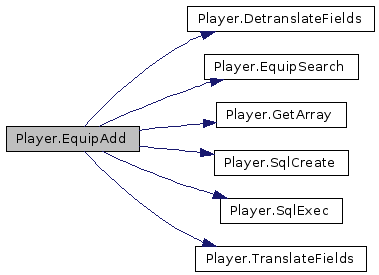 Player.DetranslateFields
Player.EquipSearch
Player.GetArray
Player.EquipAdd
Player.SqlCreate
Player.SqlExec
Player.TranslateFields